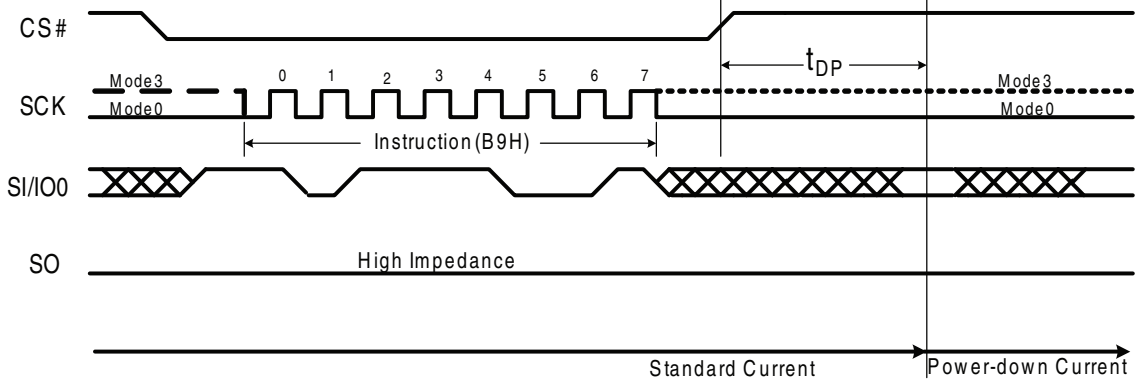 CS#
tDP
SCK
Mode3
Mode0
0 1 2 3 4 5 6 7
Mode3
Mode0
Instruction (B9H)
SI/IO0
SO
High Impedance
Standard Current
Power-down Current